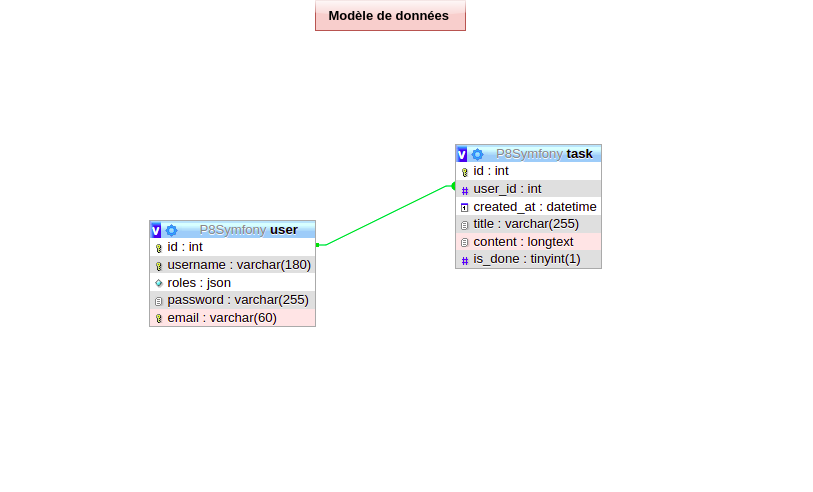 Modèle de données
V P8Symfony task
id : int
user_id : int
created_at : datetime
title : varchar(255)
content : longtext
is_done : tinyint(1)
V P8Symfony user
id : int
username : varchar(180)
roles : json
password : varchar(255)
email : varchar(60)